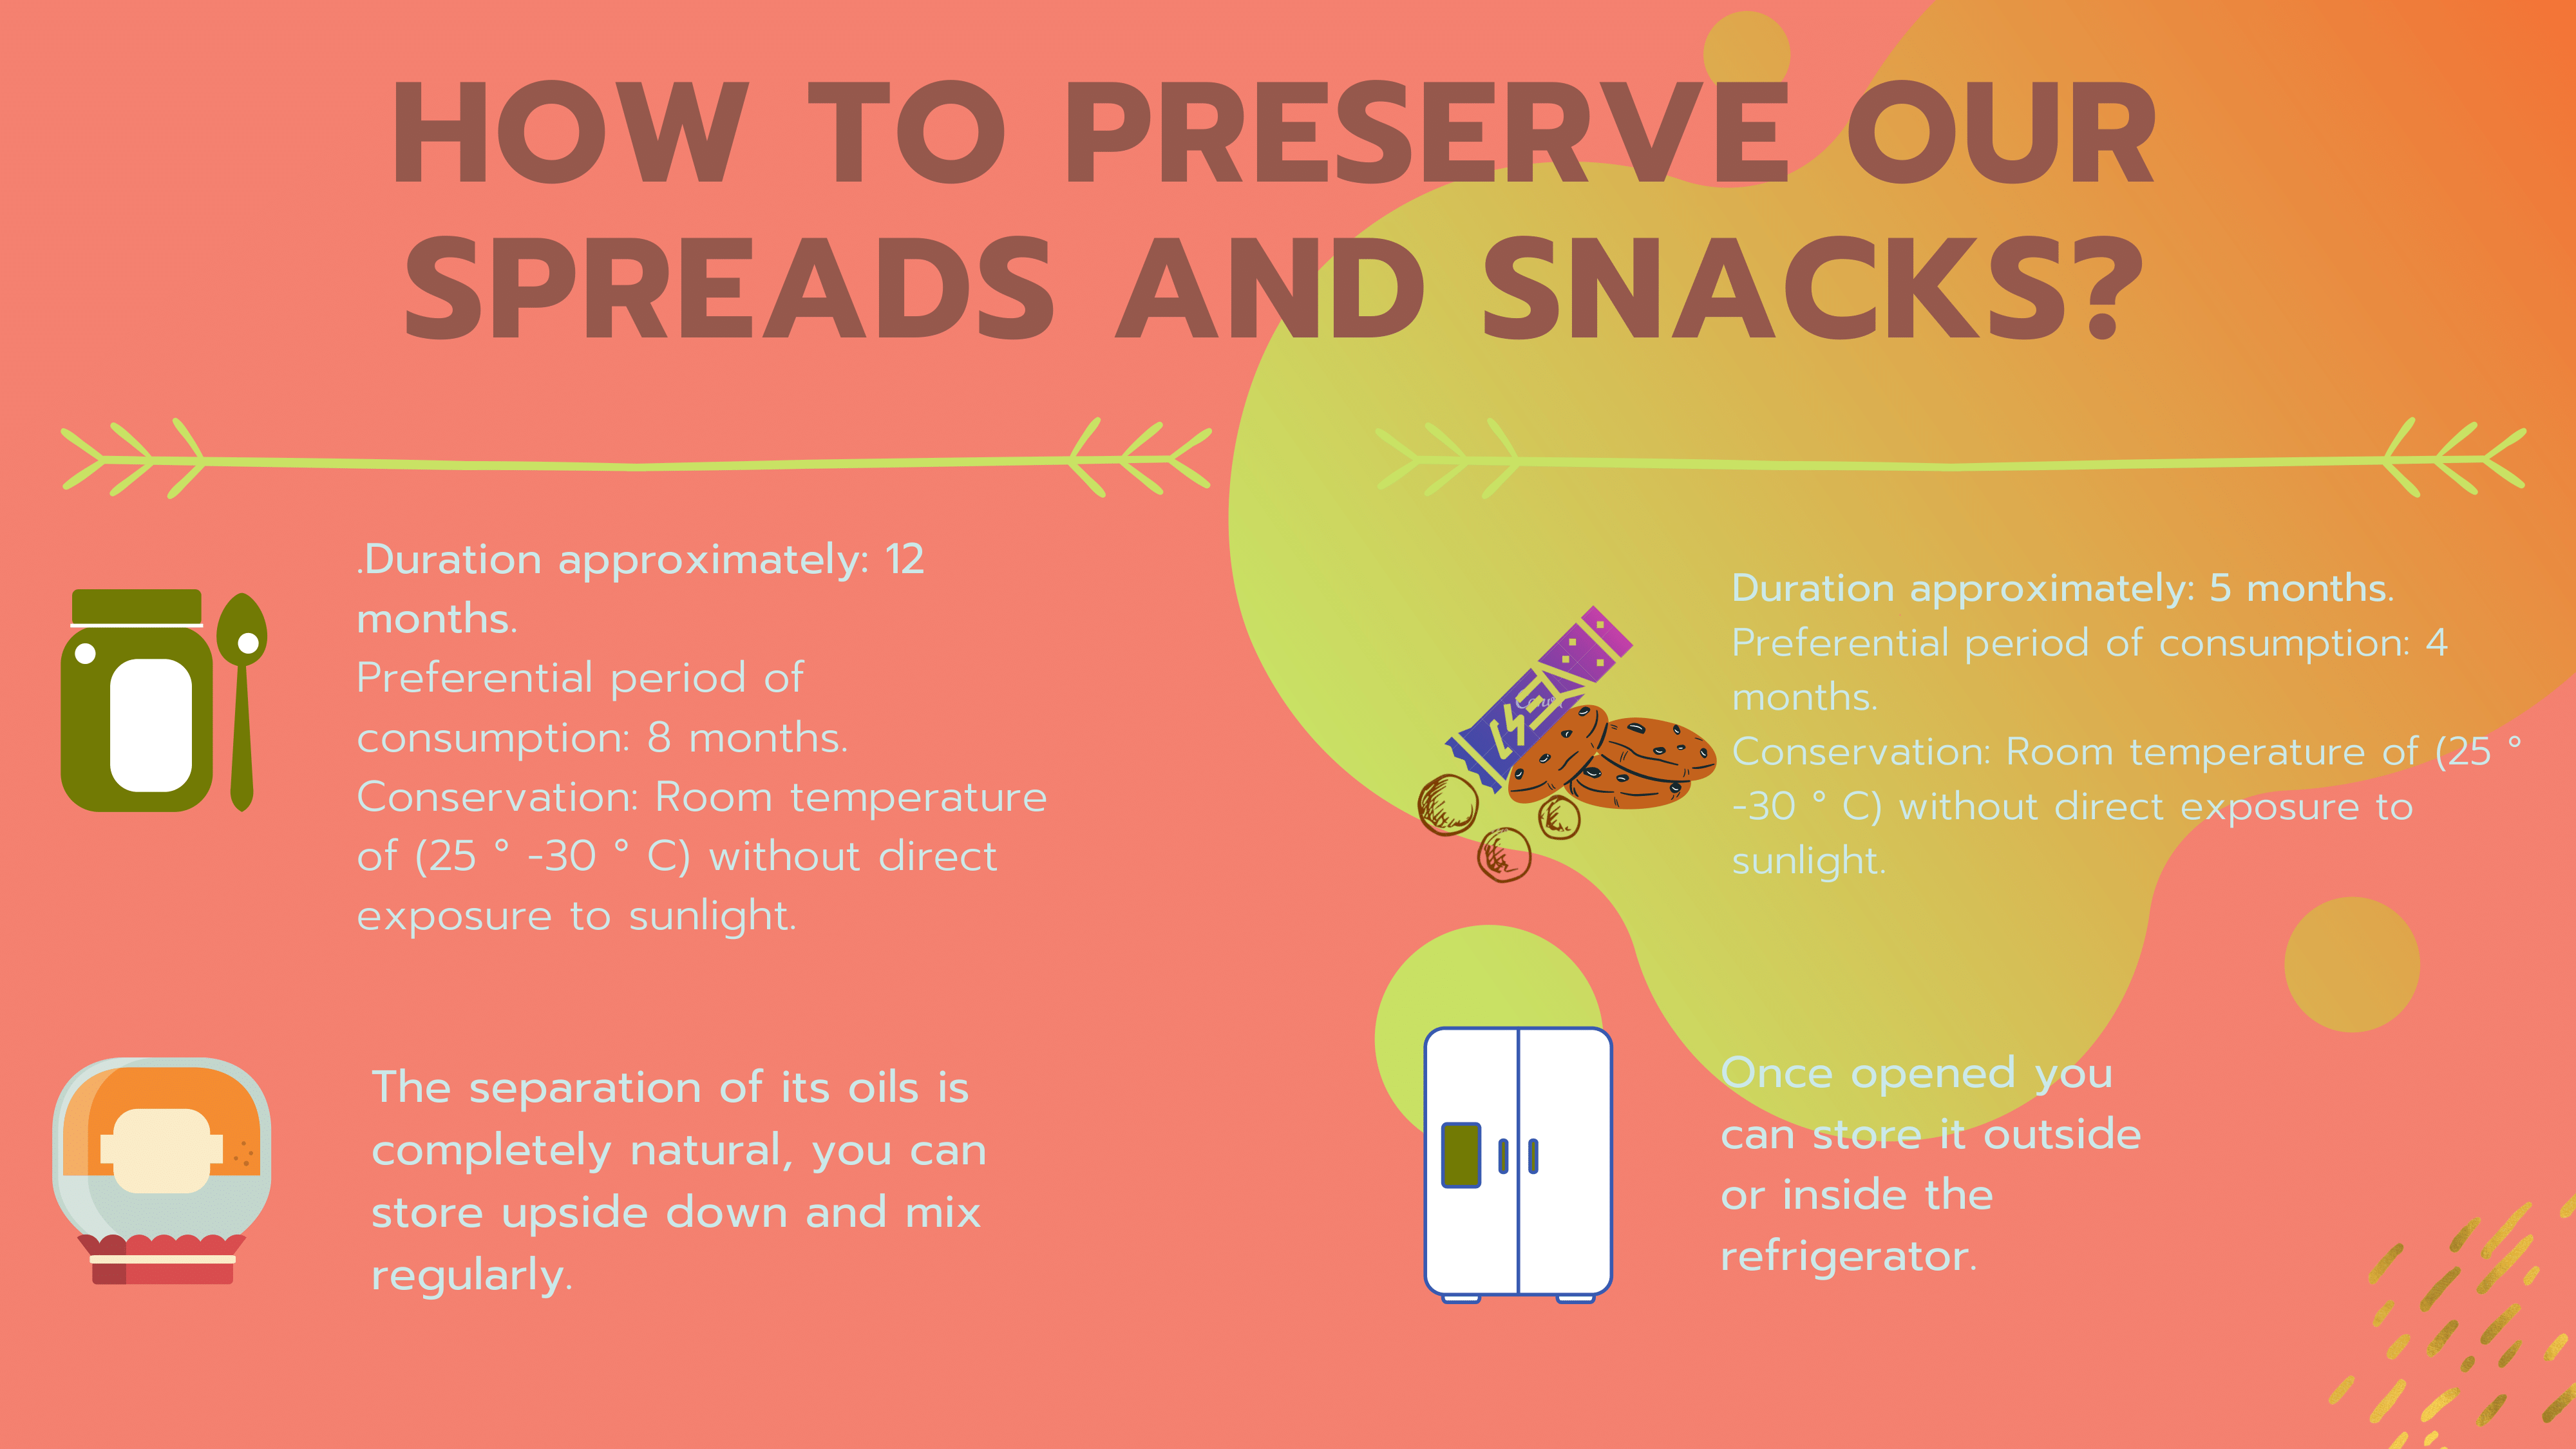 HOW TO PRESERVE OUR
SPREADS AND SNACKS?
.Duration approximately: 12
months.
Preferential period of
consumption: 8 months.
Conservation: Room temperature
of (25 ° -30 ° C) without direct
exposure to sunlight.
The separation of its oils is
completely natural, you can
store upside down and mix
regularly.
Duration approximately: 5 months.
Preferential period of consumption: 4
months.
Conservation: Room temperature of (25 °
-30 ° C) without direct exposure to
sunlight.
Canva
Once opened you
can store it outside
or inside the
refrigerator.